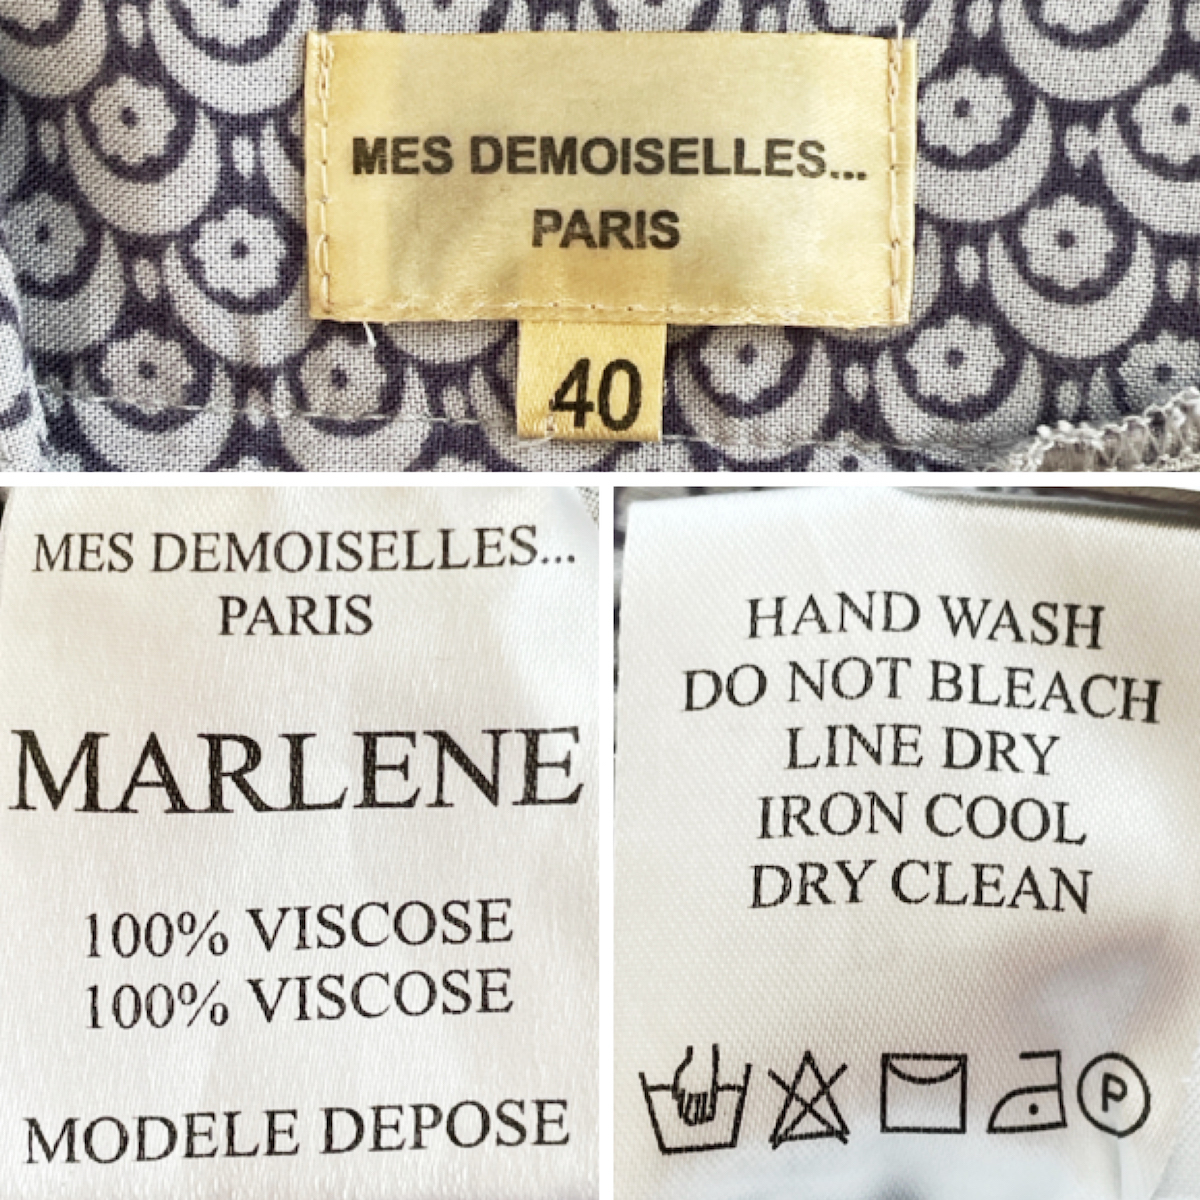 MES DEMOISELLES...
PARIS
40
MES DEMOISELLES...
PARIS
MARLENE
100% VISCOSE
100% VISCOSE
MODELE DEPOSE
HAND WASH
DO NOT BLEACH
LINE DRY
IRON COOL
DRY CLEAN
P